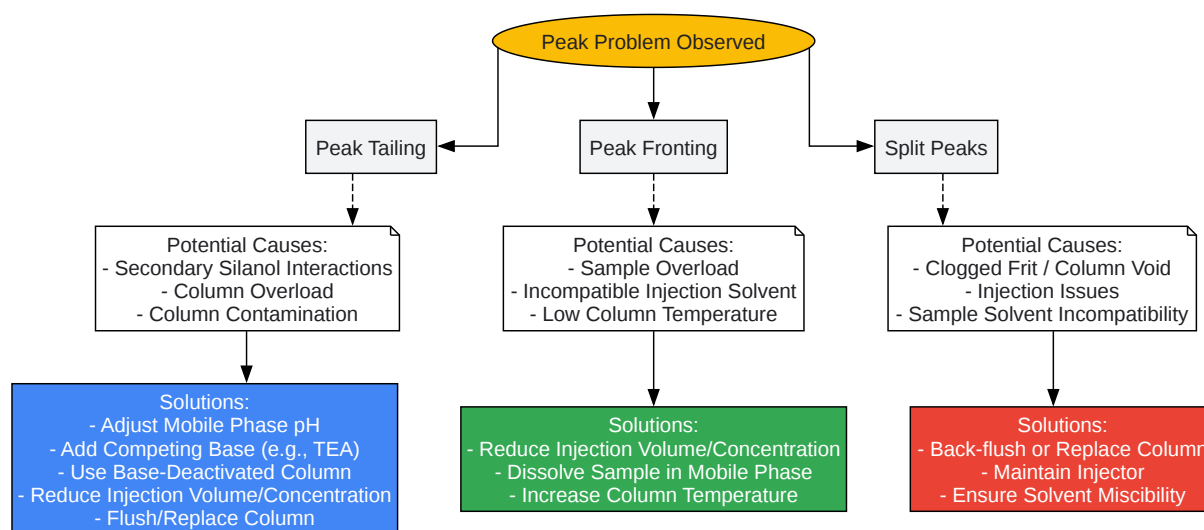 Peak Problem Observed
Peak Tailing
Peak Fronting
Split Peaks
Potential Causes:
- Secondary Silanol Interactions
- Column Overload
- Column Contamination
Potential Causes:
- Sample Overload
- Incompatible Injection Solvent
- Low Column Temperature
Potential Causes:
- Clogged Frit / Column Void
- Injection Issues
- Sample Solvent Incompatibility
Solutions:
- Adjust Mobile Phase pH
- Add Competing Base (e.g., TEA)
- Use Base-Deactivated Column
- Reduce Injection Volume/Concentration
- Flush/Replace Column
Solutions:
- Reduce Injection Volume/Concentration
- Dissolve Sample in Mobile Phase
- Increase Column Temperature
Solutions:
- Back-flush or Replace Column
- Maintain Injector
- Ensure Solvent Miscibility